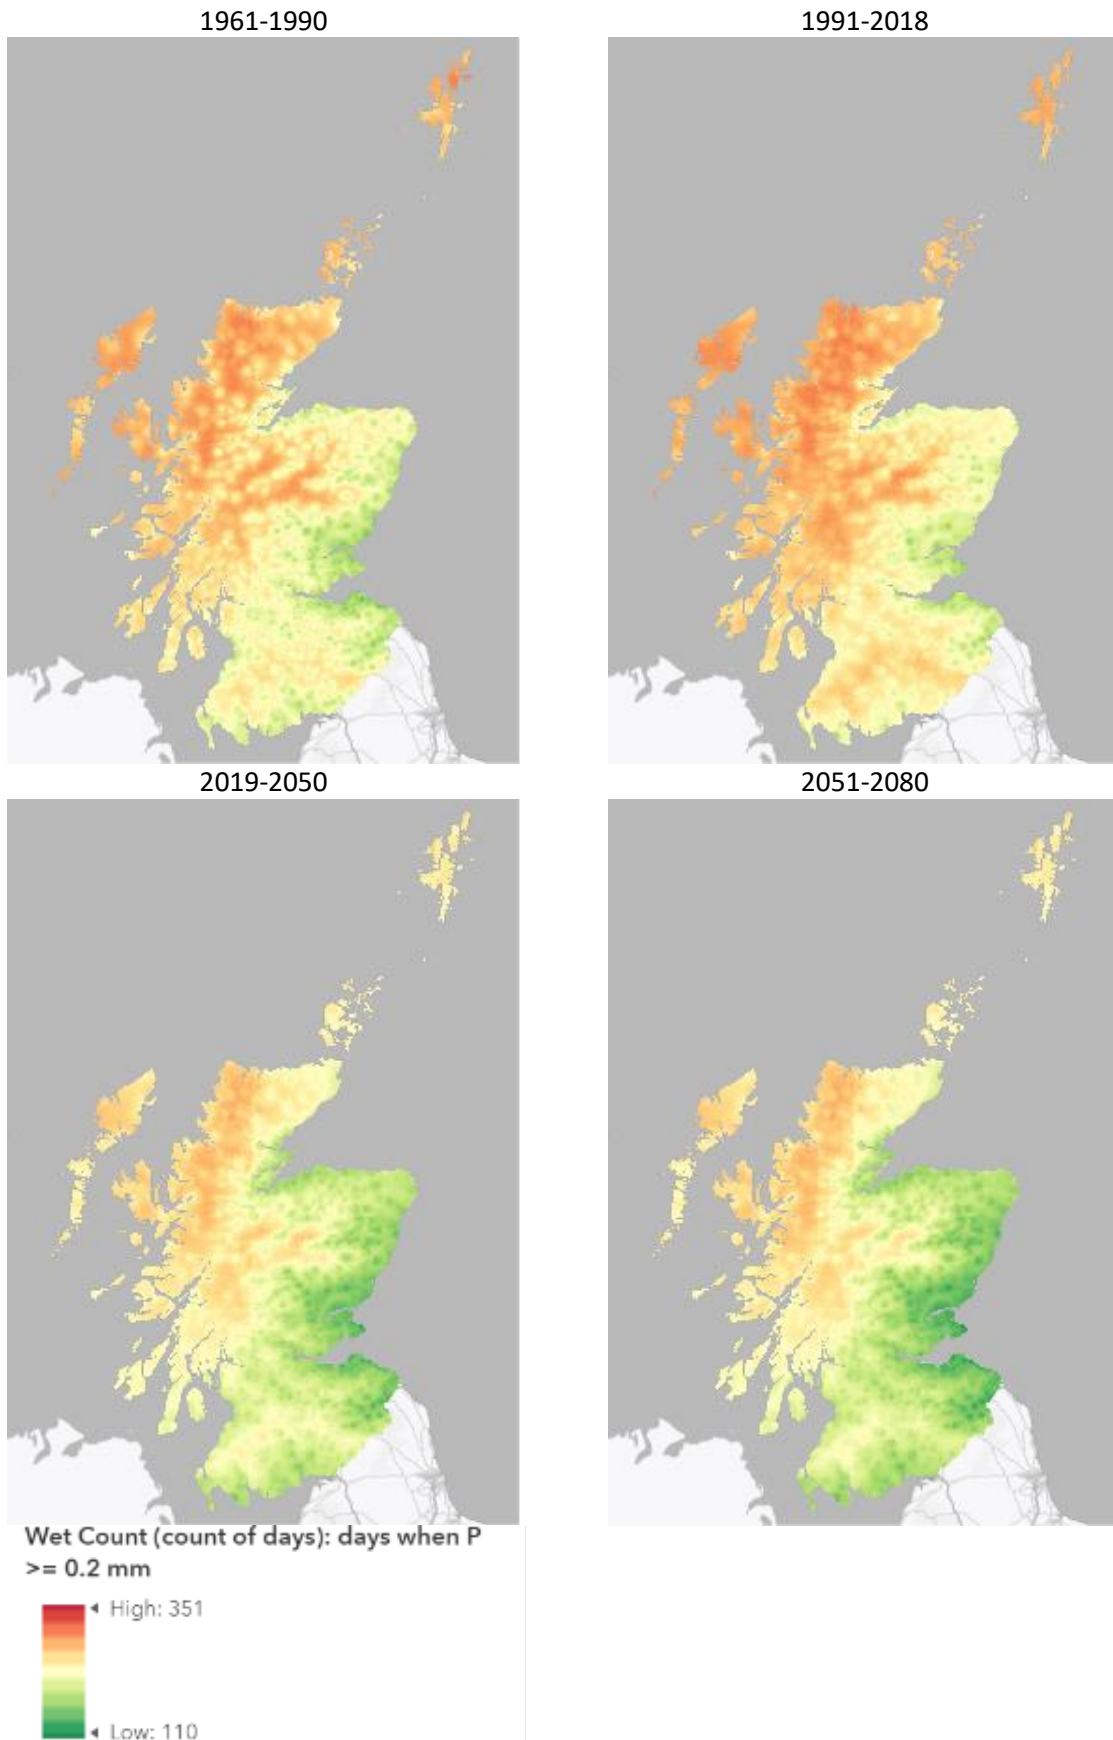 1961-1990
1991-2018
2019-2050
2051-2080
Wet Count (count of days): days when P
>= 0.2 mm
High: 351
Low: 110